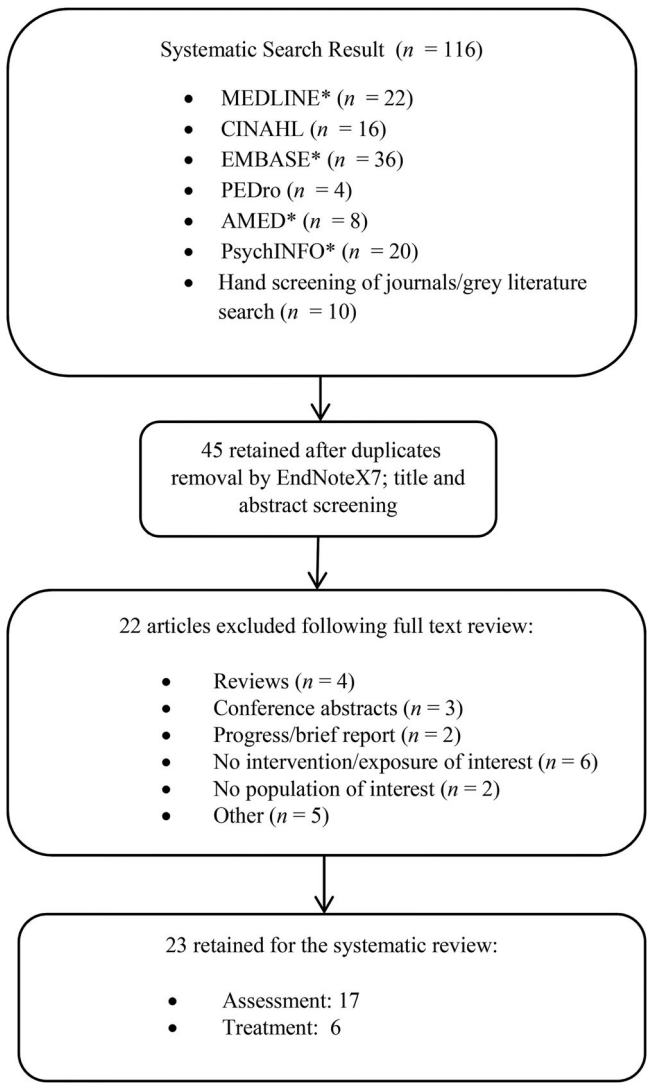 Systematic Search Result (n = 116)
• MEDLINE* (n = 22)
• CINAHL (n = 16)
• EMBASE* (n = 36)
• PEDro (n = 4)
• AMED* (n = 8)
• PsychINFO* (n = 20)
• Hand screening of journals/grey literature
search (n = 10)
45 retained after duplicates
removal by EndNoteX7; title and
abstract screening
22 articles excluded following full text review:
• Reviews (n = 4)
• Conference abstracts (n = 3)
• Progress/brief report (n = 2)
• No intervention/exposure of interest (n = 6)
• No population of interest (n = 2)
• Other (n = 5)
23 retained for the systematic review:
• Assessment: 17
• Treatment: 6